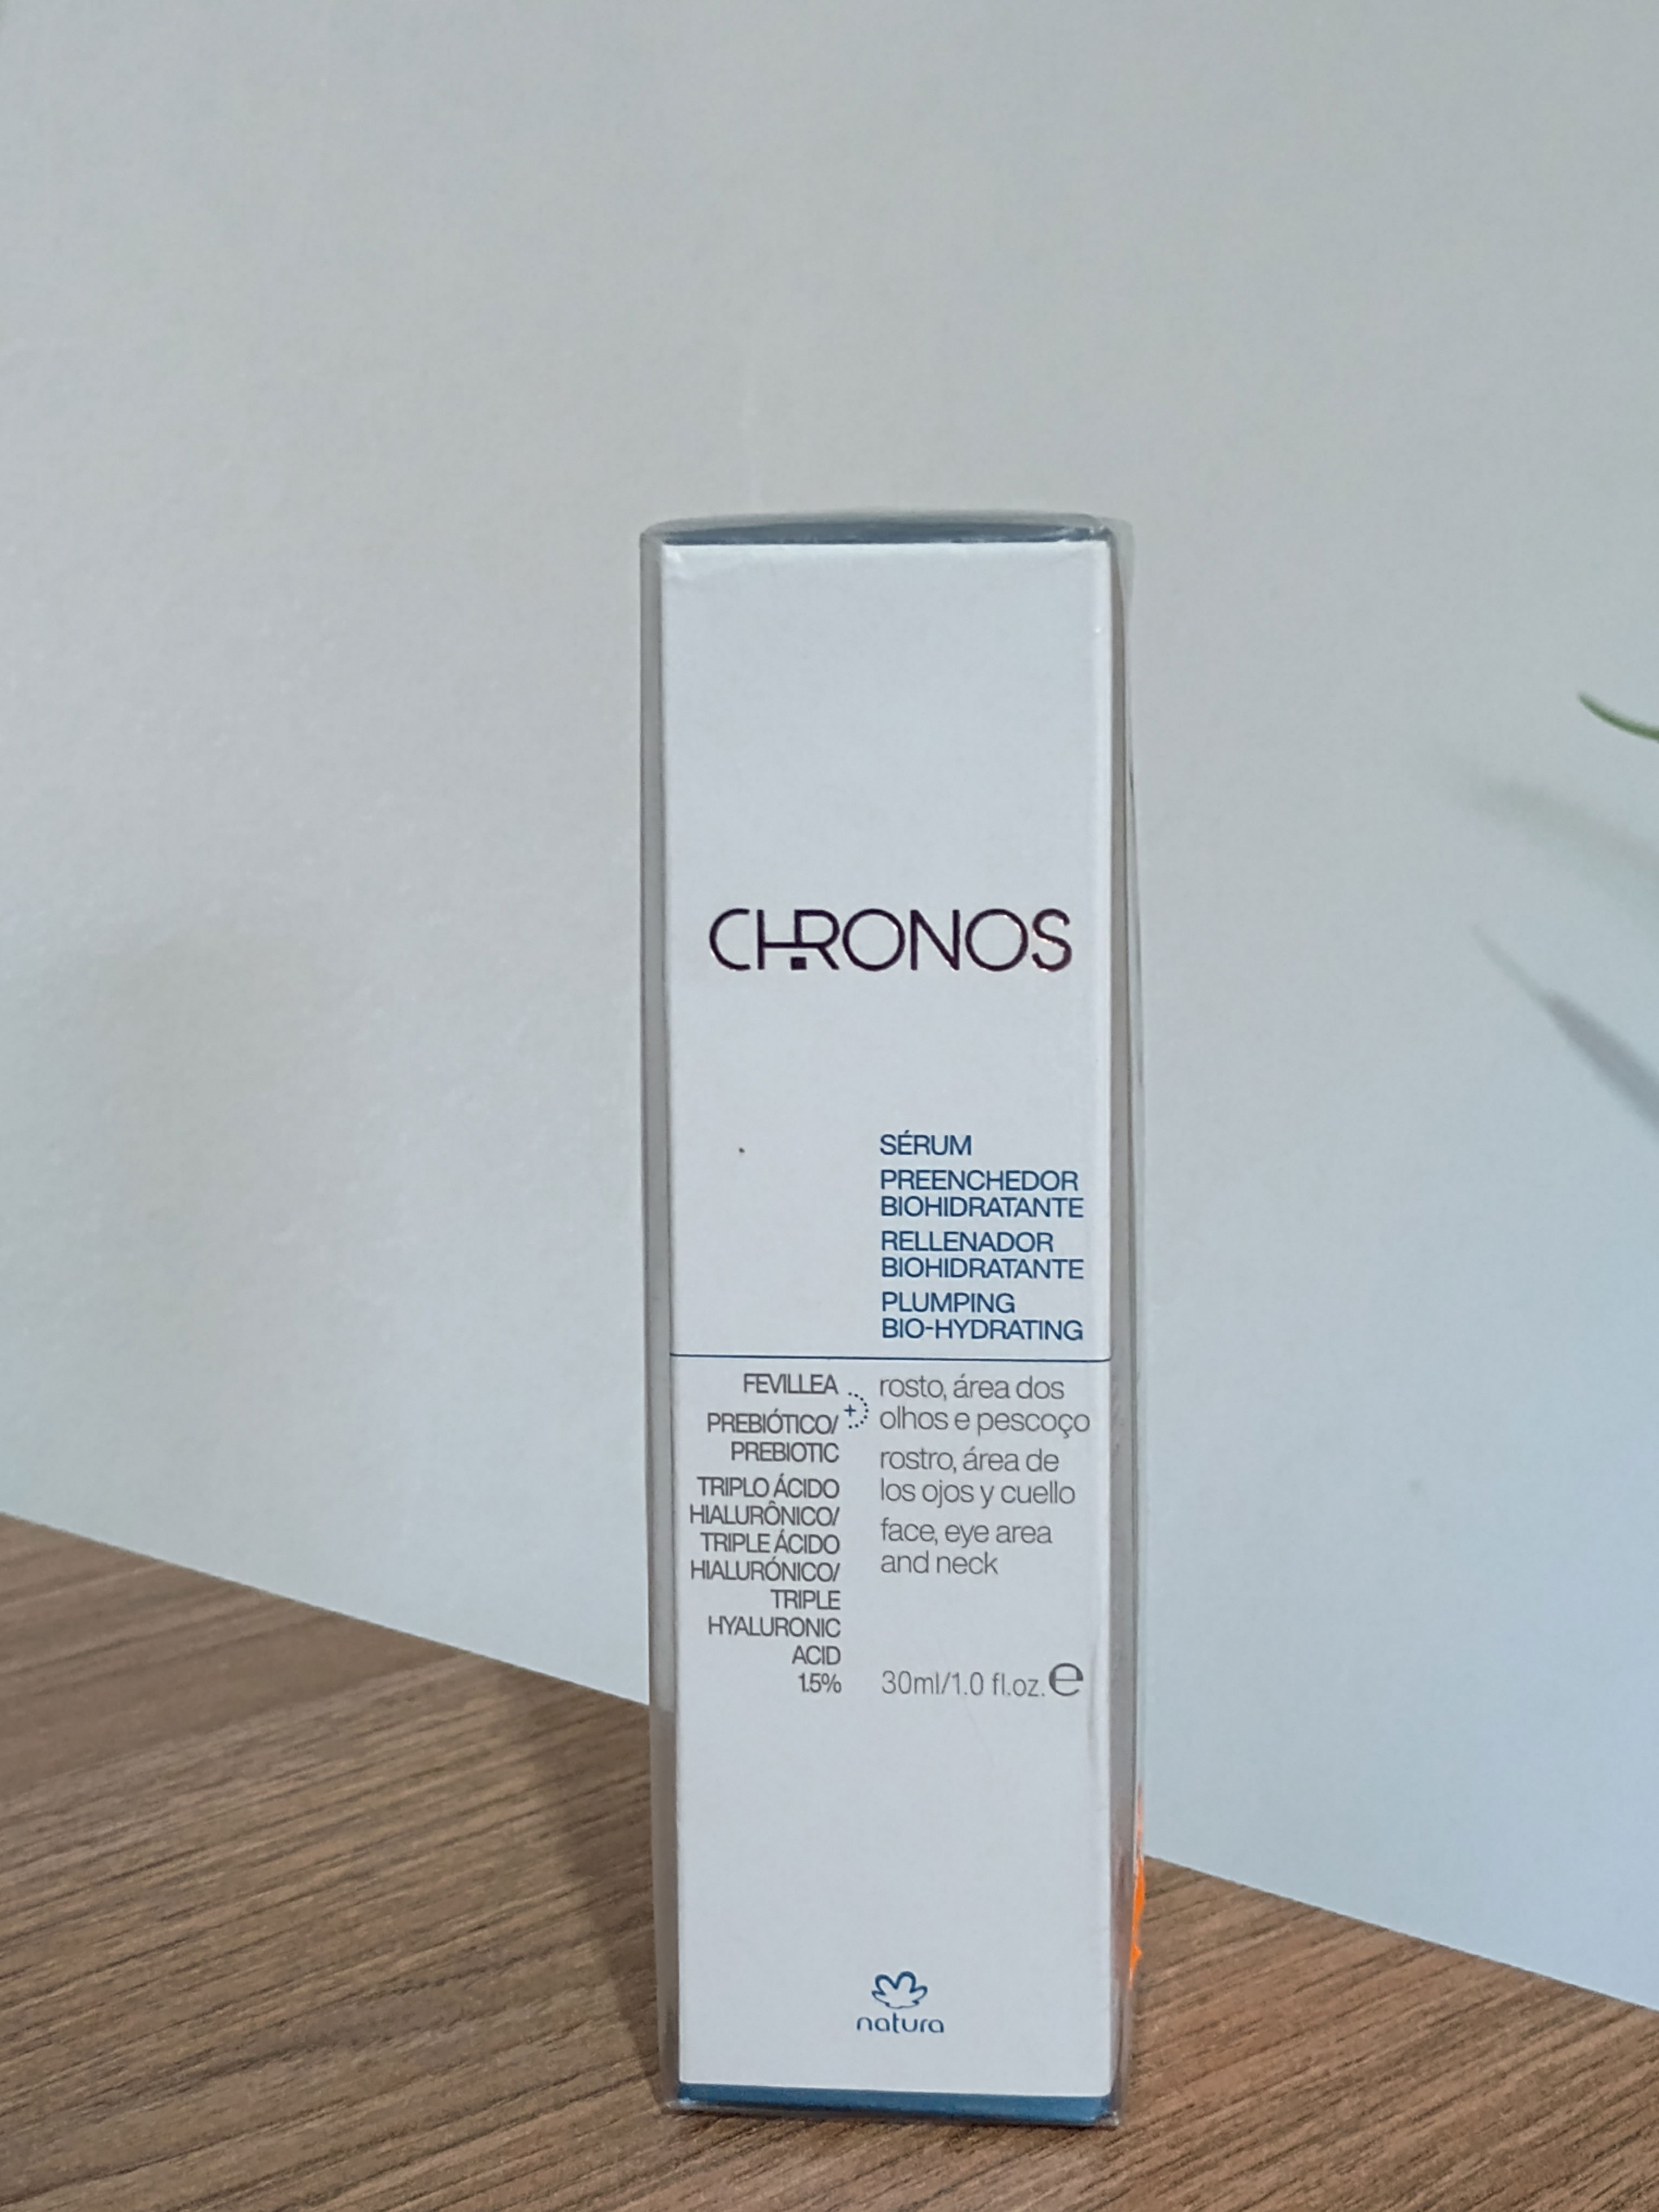 CHRONOS
SÉRUM
PREENCHEDOR
BIOHIDRATANTE
RELLENADOR
BIOHIDRATANTE
PLUMPING
BIO-HYDRATING
FEVILLEA
+
PREBIÓTICO/
PREBIOTIC
TRIPLO ÁCIDO
HIALURÔNICO/
TRIPLE ÁCIDO
HIALURÓNICO/
TRIPLE
HYALURONIC
ACID
1.5%
rosto, área dos
olhos e pescoço
rostro, área de
los ojos y cuello
face, eye area
and neck
30ml/1.0 fl.oz. e
natura